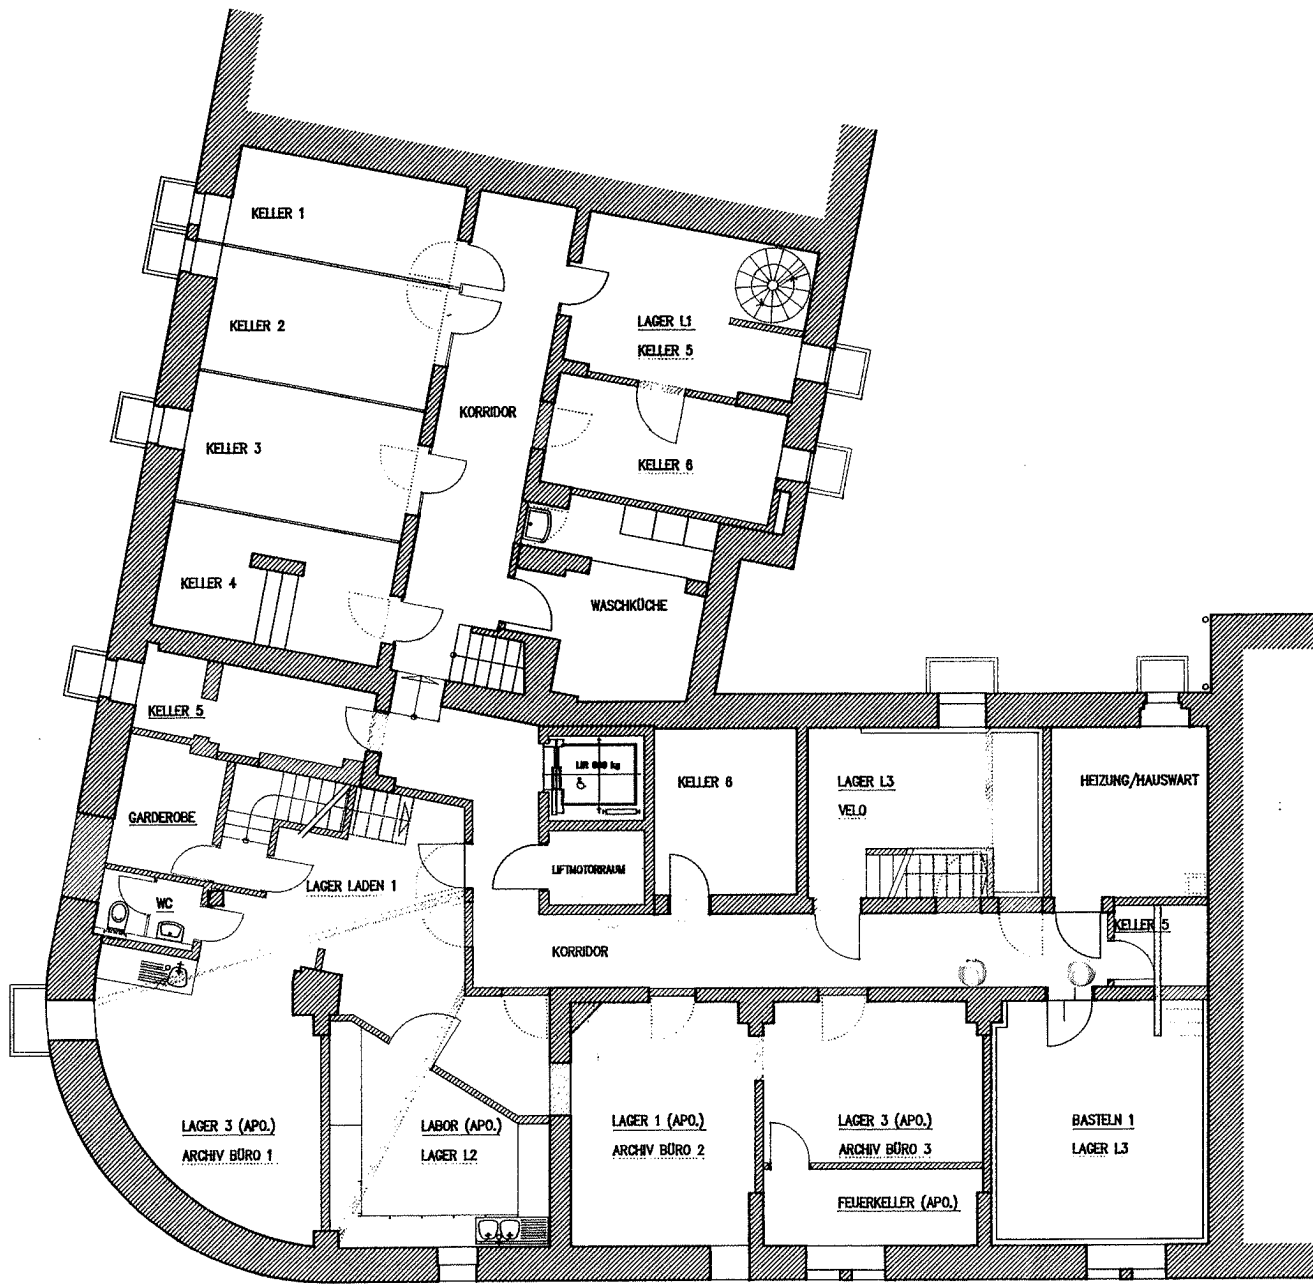 KELLER 1
KELLER 2
LAGER L1
KELLER 5
KORRIDOR
KELLER 3
KELLER 6
KELLER 4
WASCHKÜCHE
KELLER 5
LIFT 600 kg
KELLER 6
LAGER L3
VELO
HEIZUNG/HAUSWART
GARDEROBE
LIFTMOTORRAUM
LAGER LADEN 1
WC
KELLER 5
KORRIDOR
LAGER 3 (APO.)
ARCHIV BÜRO 1
LABOR (APO.)
LAGER L2
LAGER 1 (APO.)
ARCHIV BÜRO 2
LAGER 3 (APO.)
ARCHIV BÜRO 3
BASTELN 1
LAGER L3
FEUERKELLER (APO.)